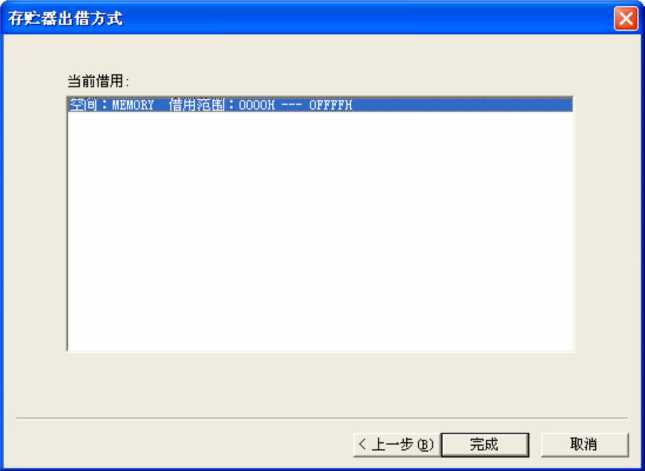 存贮器出借方式
当前借用:
空间：MEMORY 借用范围：0000H --- 0FFFFH
< 上一步(B) 完成 取消